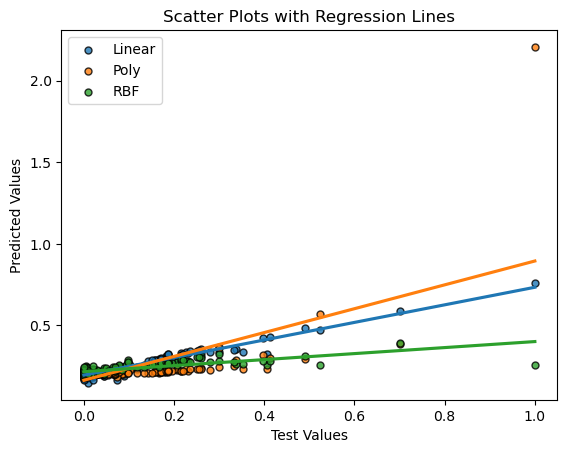 Scatter Plots with Regression Lines
Linear
Poly
RBF
2.0
1.5
1.0
0.5
Predicted Values
0.0 0.2 0.4 0.6 0.8 1.0
Test Values